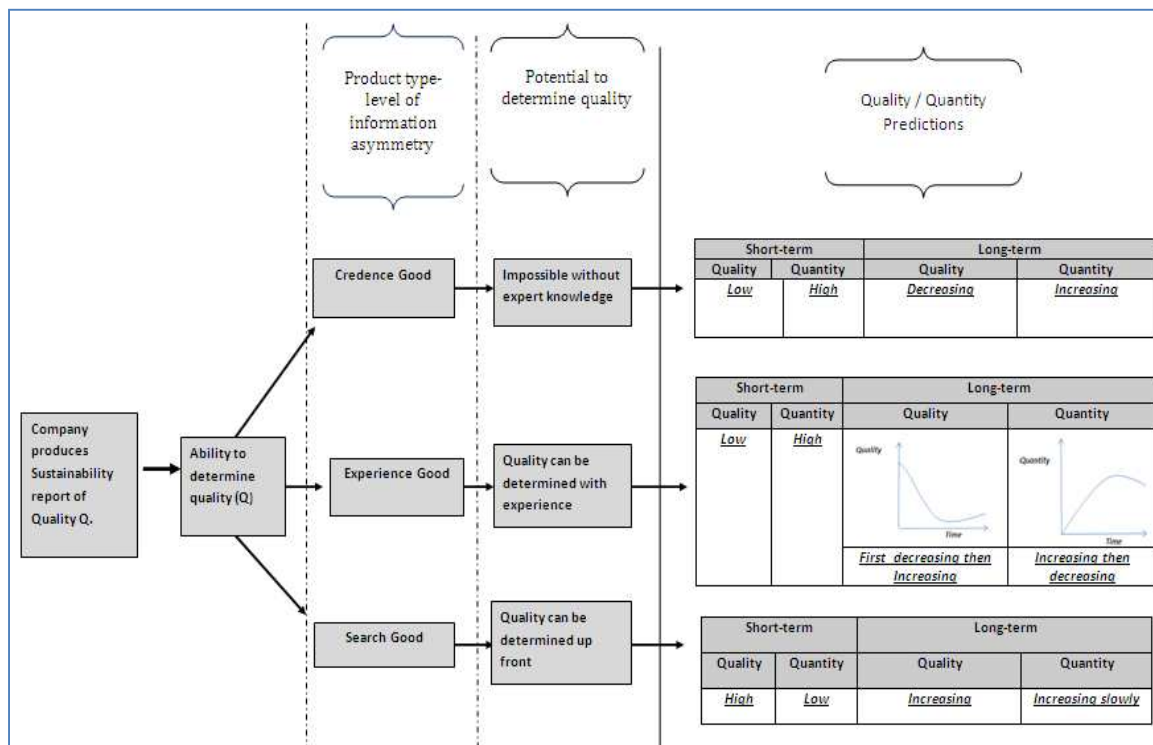 Product type-
level of
information
asymmetry
Potential to
determine quality
Quality / Quantity
Predictions
Company
produces
Sustainability
report of
Quality Q.
Ability to
determine
quality (Q)
Credence Good
Impossible without
expert knowledge
Short-term Long-term
Quality Quantity Quality Quantity
Low High Decreasing Increasing
Experience Good
Quality can be
determined with
experience
Short-term Long-term
Quality Quantity Quality Quantity
Low High
Quality
Time
Quantity
Time
First decreasing then
Increasing
Increasing then
decreasing
Search Good
Quality can be
determined up
front
Short-term Long-term
Quality Quantity Quality Quantity
High Low Increasing Increasing slowly